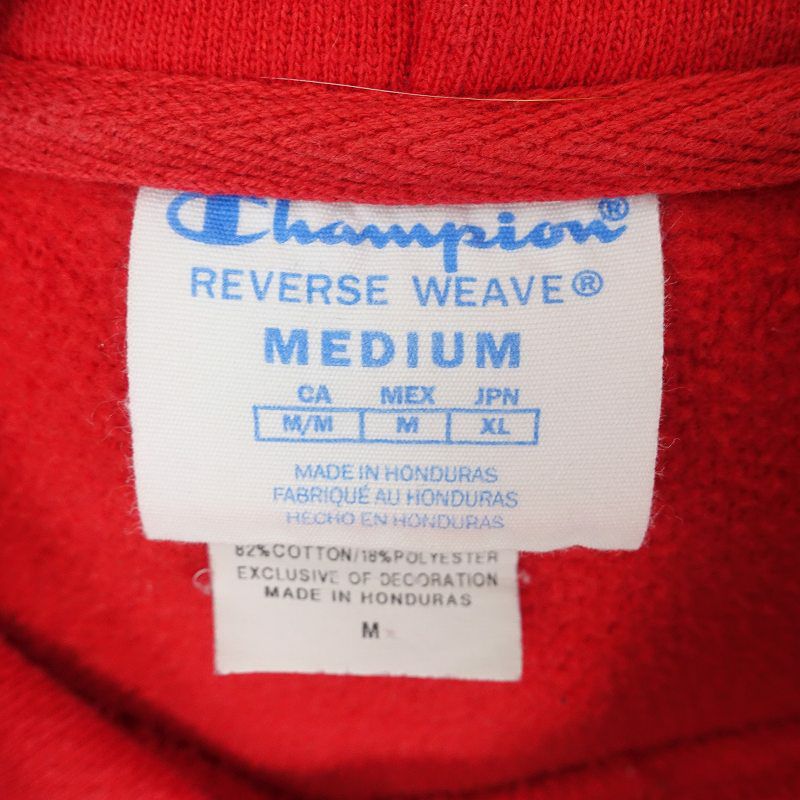 Champion®
REVERSE WEAVE®
MEDIUM
CA MEX JPN
M/M M XL
MADE IN HONDURAS
FABRIQUÉ AU HONDURAS
HECHO EN HONDURAS
82%COTTON/18%POLYESTER
EXCLUSIVE OF DECORATION
MADE IN HONDURAS
M